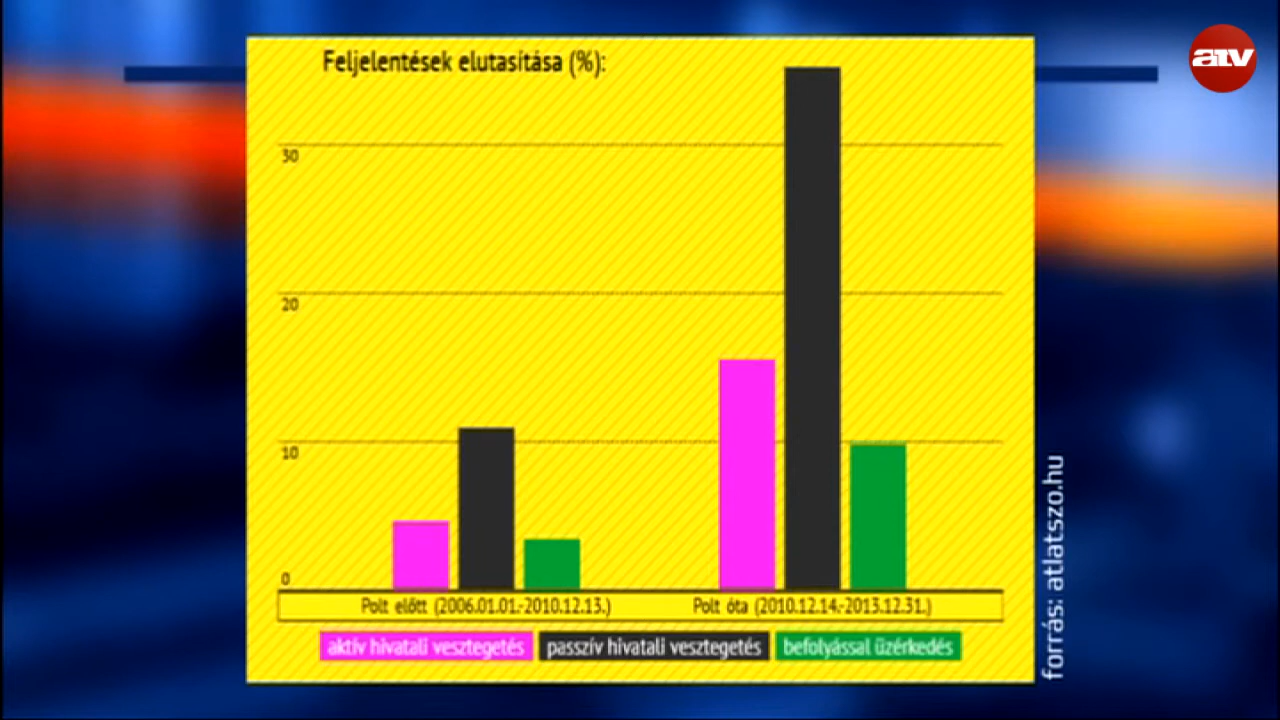 Feljelentések elutasítása (%):
atv
30
20
10
0
Polt előtt (2006.01.01.-2010.12.13.)
Polt óta (2010.12.14.-2013.12.31.)
aktív hivatali vesztegetés
passzív hivatali vesztegetés
befolyással üzérkedés
forrás: atlatszo.hu